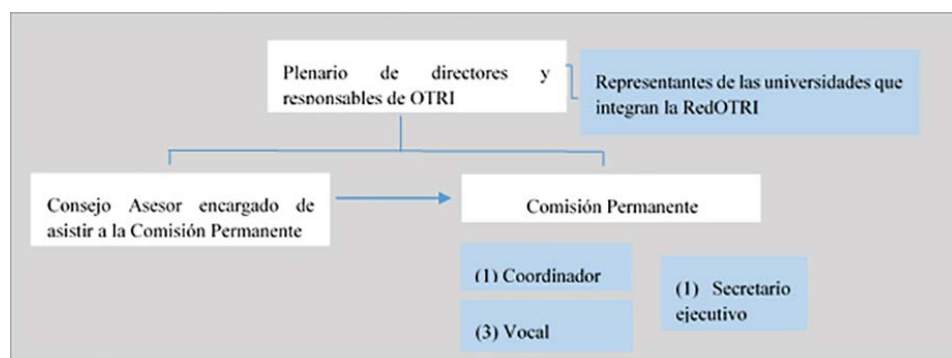 Plenario de directores y
responsables de OTRI
Representantes de las universidades que
integran la RedOTRI
Consejo Asesor encargado de
asistir a la Comisión Permanente
Comisión Permanente
(1) Coordinador
(1) Secretario
ejecutivo
(3) Vocal